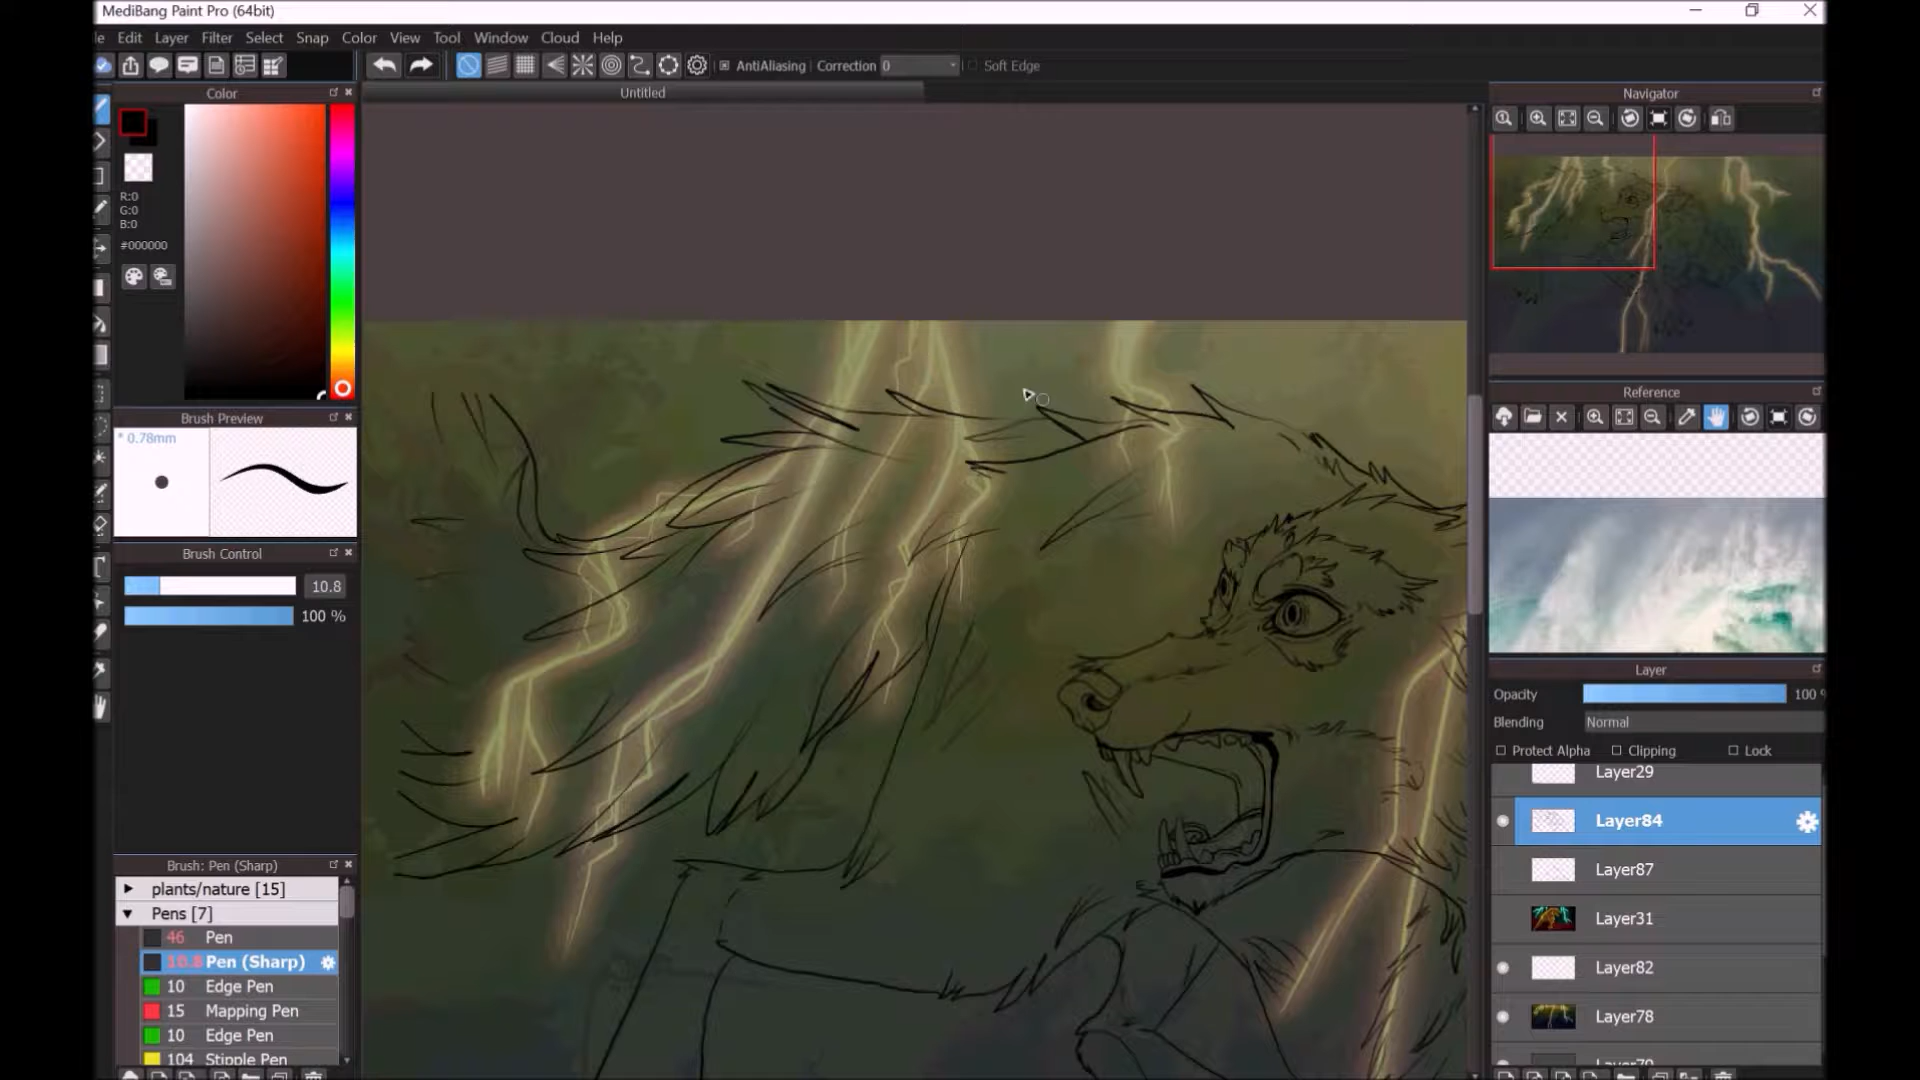 MediBang Paint Pro (64bit)
le Edit Layer Filter Select Snap Color View Tool Window Cloud Help
AntiAliasing Correction 0 Soft Edge
Color
Untitled
Navigator
R:0
G:0
B:0
#000000
Brush Preview
* 0.78mm
Brush Control
10.8
100 %
Brush: Pen (Sharp)
plants/nature [15]
Pens [7]
46 Pen
10.8 Pen (Sharp)
10 Edge Pen
15 Mapping Pen
10 Edge Pen
104 Stipple Pen
Reference
Layer
Opacity 100 %
Blending Normal
Protect Alpha Clipping Lock
Layer29
Layer84
Layer87
Layer31
Layer82
Layer78